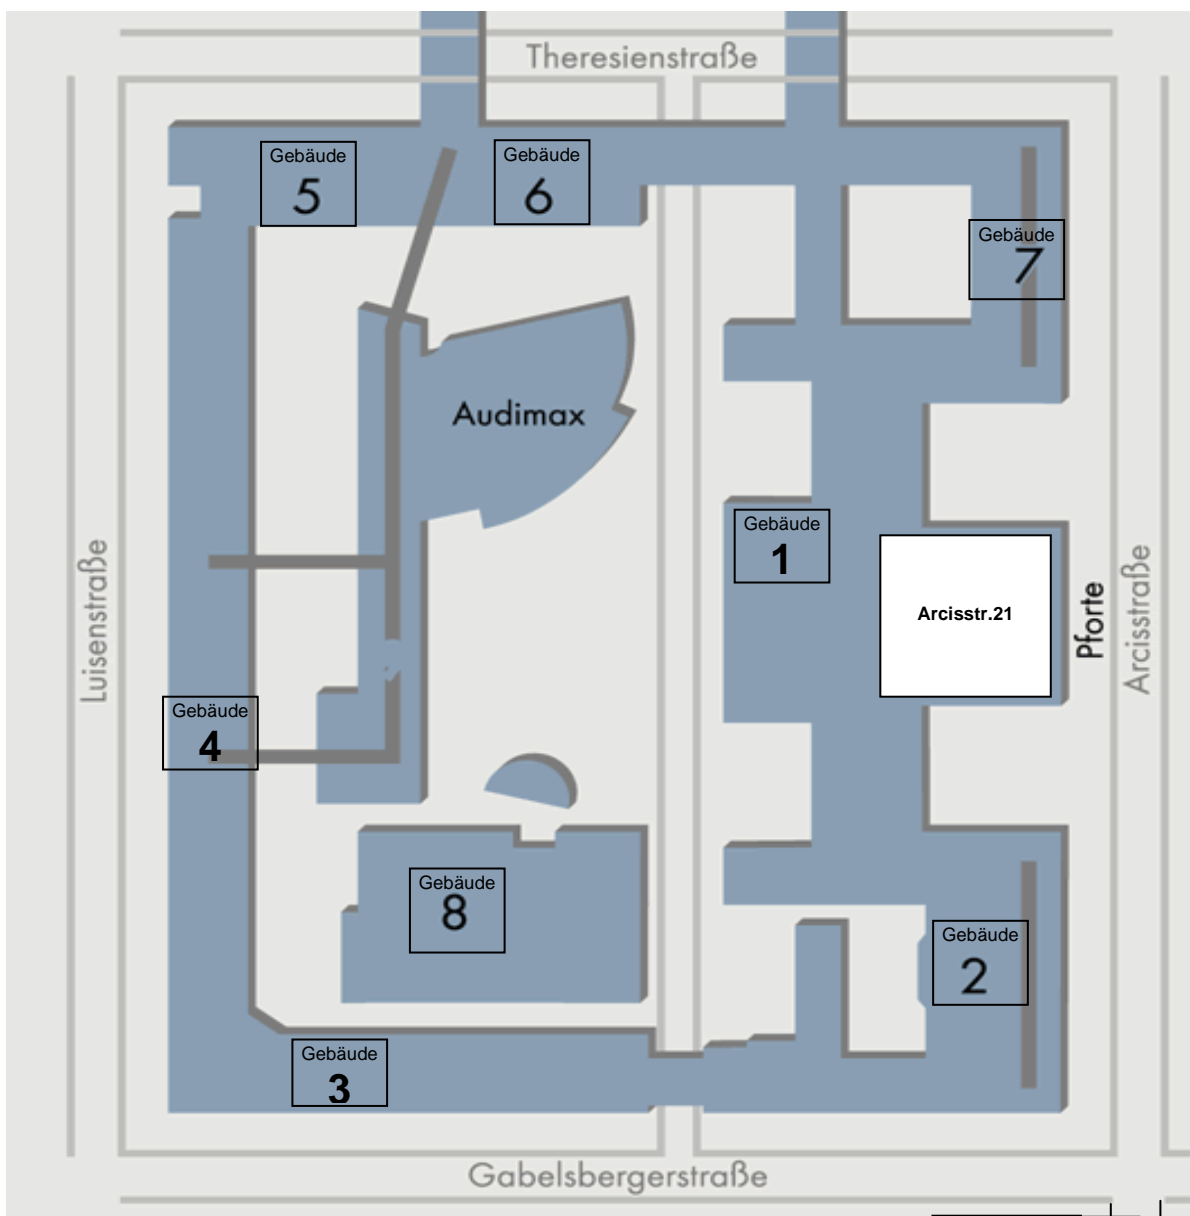 Theresienstraße
Gebäude
5
Gebäude
6
Gebäude
7
Audimax
Gebäude
1
Arcisstr.21
Pforte
Arcisstraße
Luisenstraße
Gebäude
4
Gebäude
8
Gebäude
2
Gebäude
3
Gabelsbergerstraße